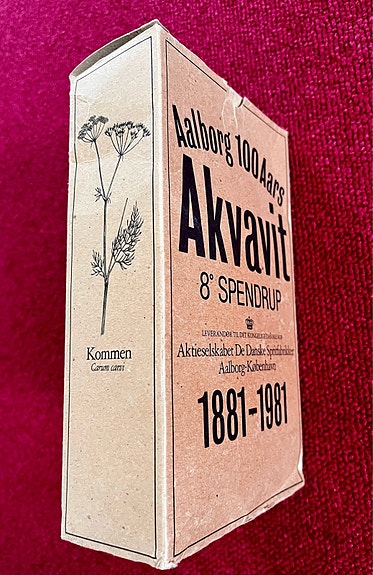 Kommen
Carum carvi
Aalborg 100 Aars
Akvavit
8° SPENDRUP
LEVERANDØR TIL DET KONGELIGE DANSKE HOF
Aktieselskabet De Danske Spritfabrikker
Aalborg-København
1881-1981